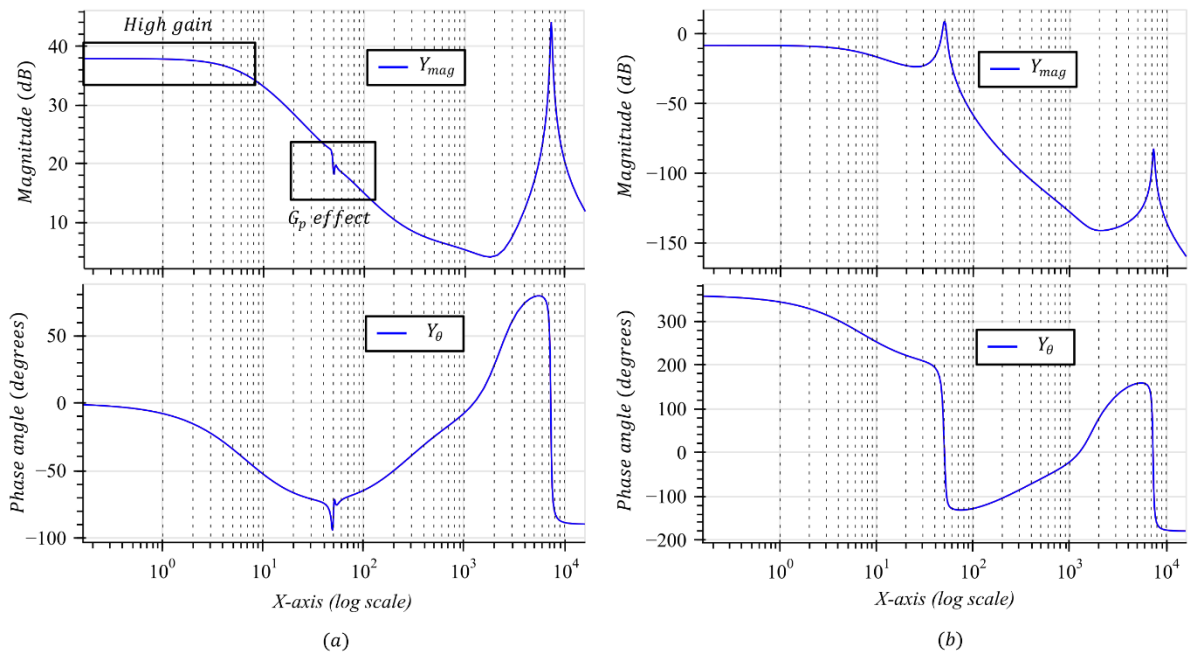 High gain
Y_mag
G_p effect
Magnitude (dB)
40
30
20
10
Y_θ
Phase angle (degrees)
50
0
−50
−100
10^0
10^1
10^2
10^3
10^4
X-axis (log scale)
(a)
Y_mag
Magnitude (dB)
0
−50
−100
−150
Y_θ
Phase angle (degrees)
300
200
100
0
−100
−200
10^0
10^1
10^2
10^3
10^4
X-axis (log scale)
(b)